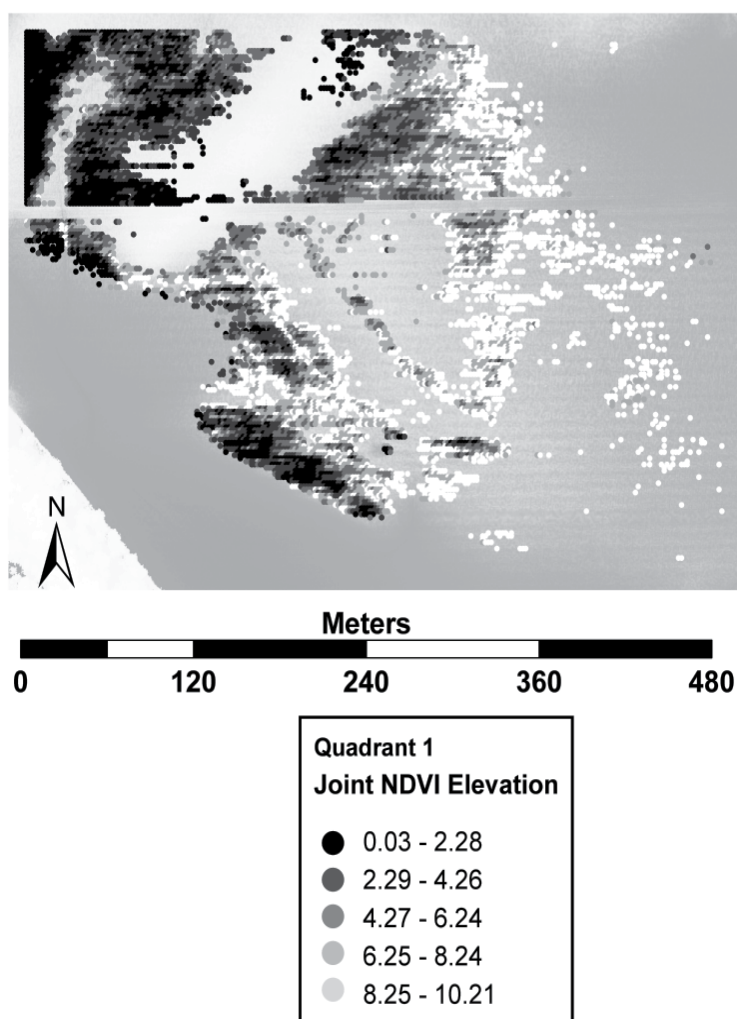 N
Meters
0 120 240 360 480
Quadrant 1
Joint NDVI Elevation
0.03 - 2.28
2.29 - 4.26
4.27 - 6.24
6.25 - 8.24
8.25 - 10.21